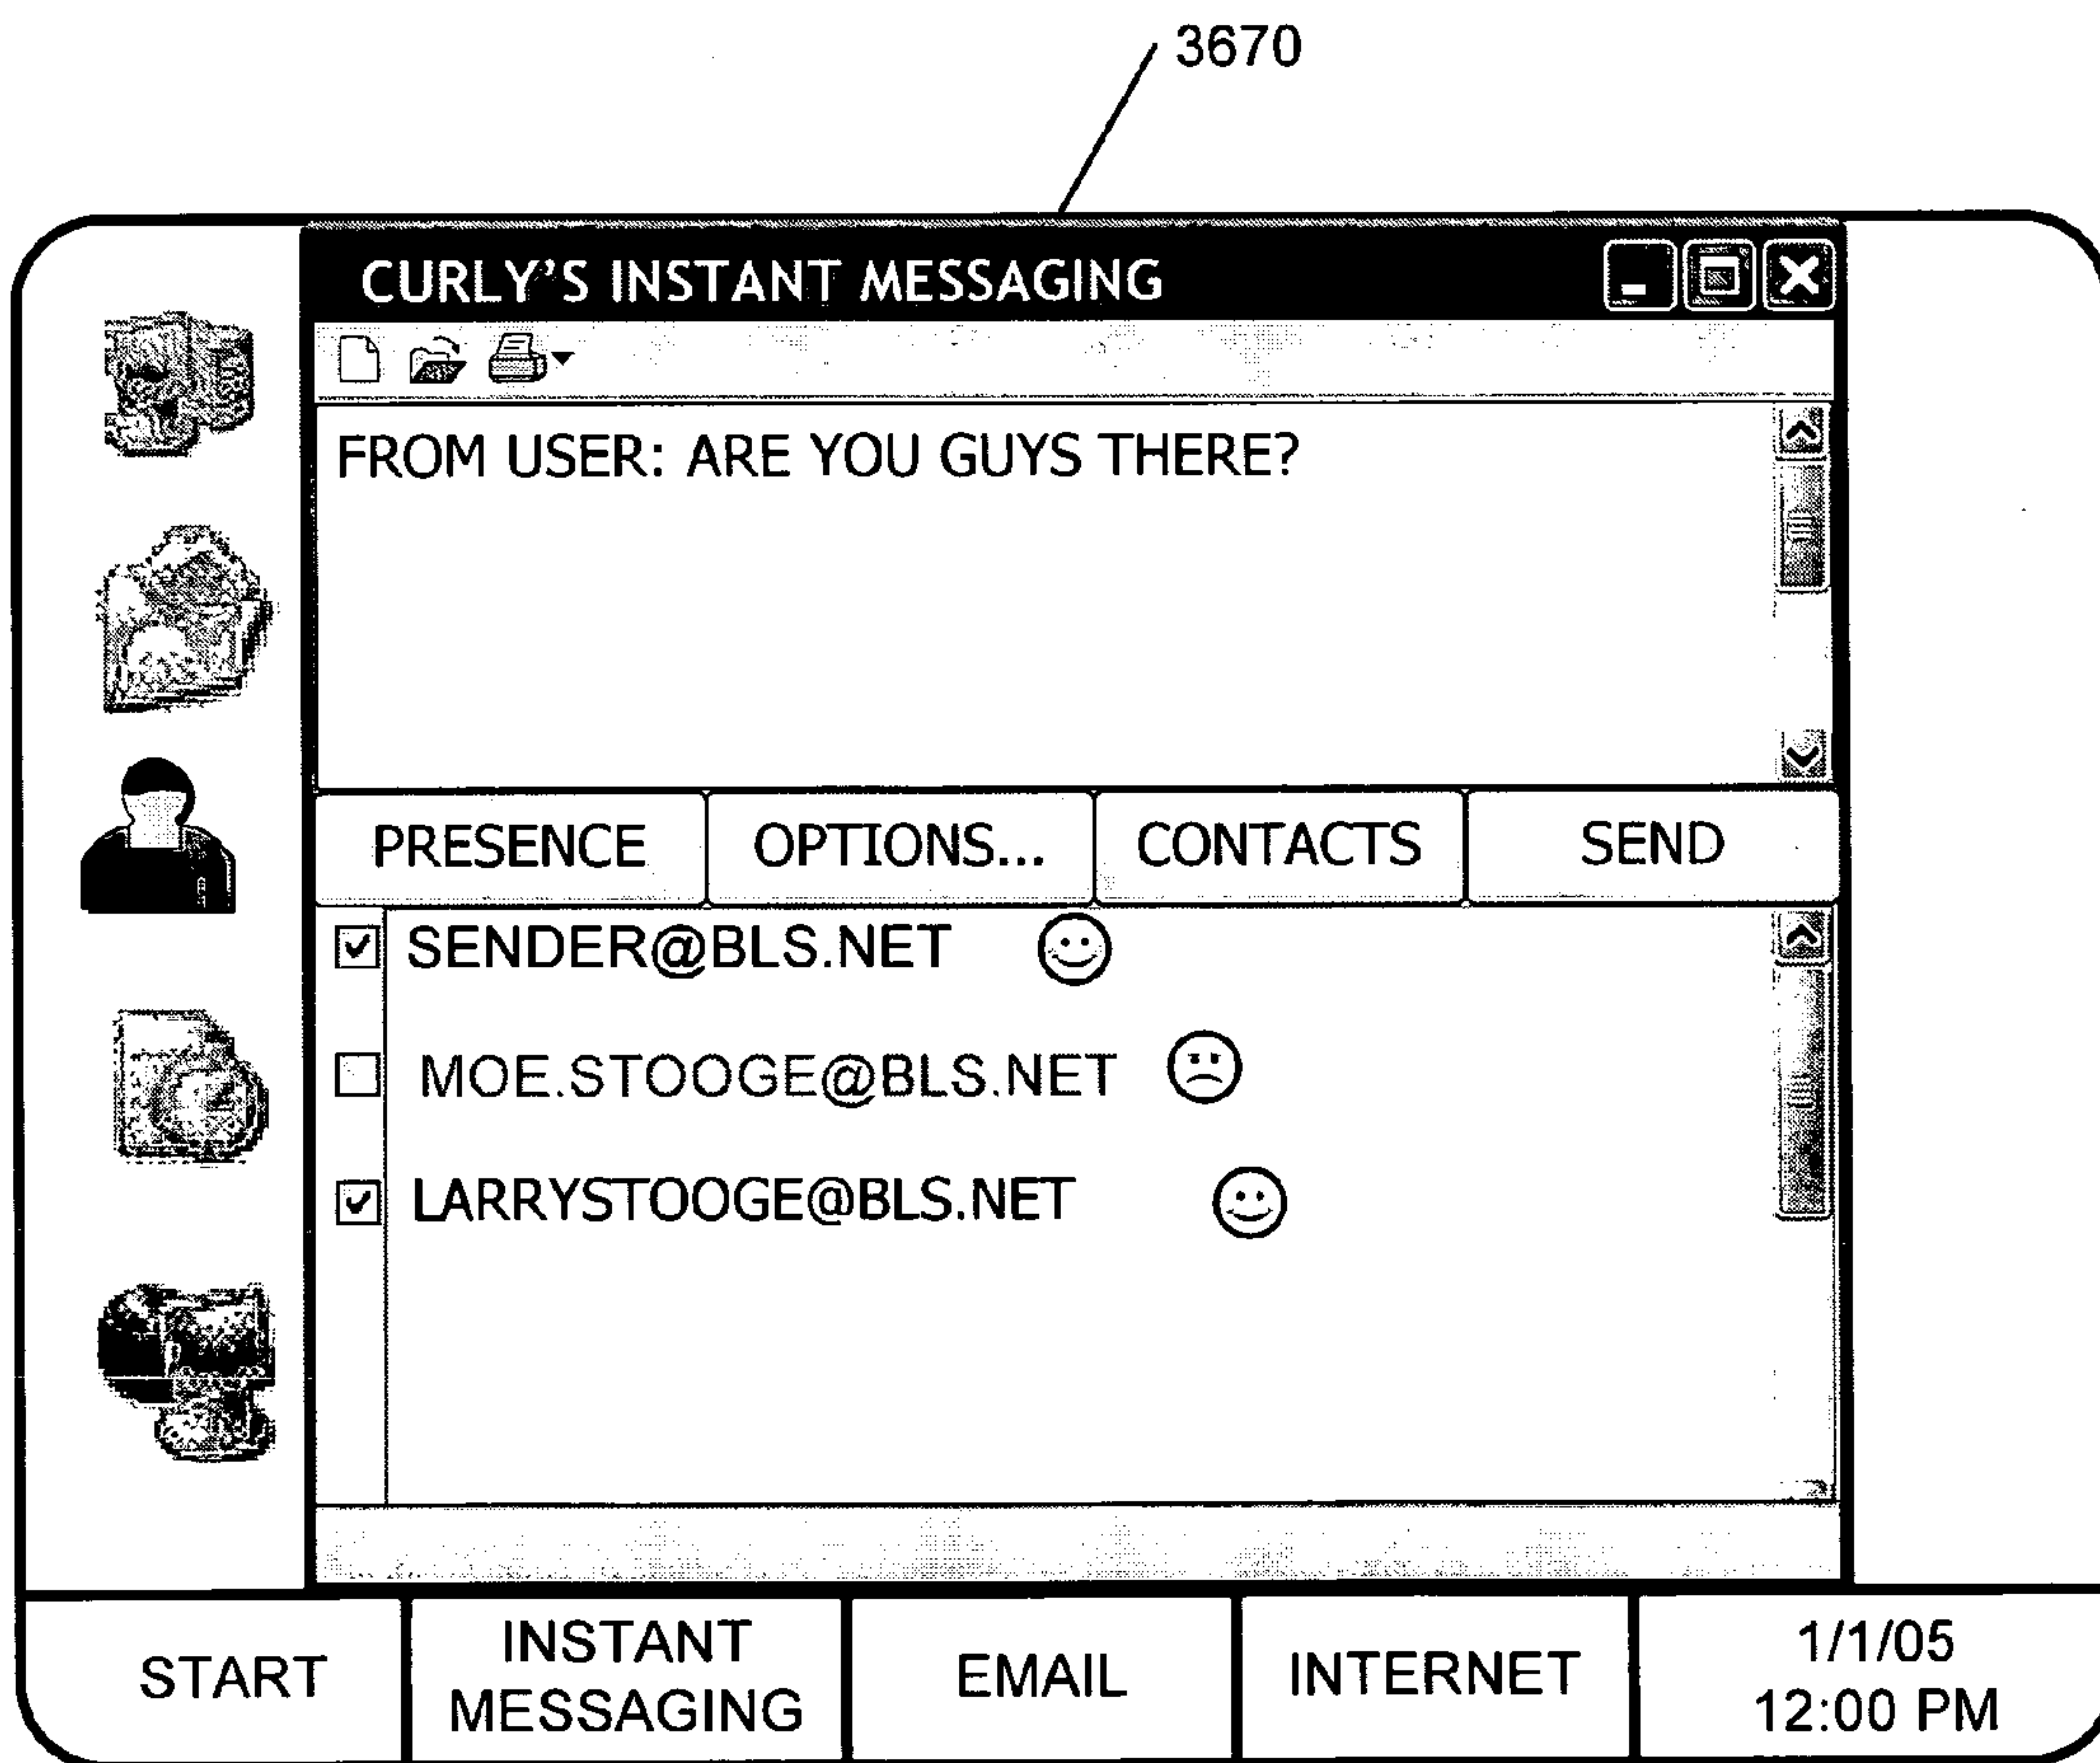 3670
CURLY'S INSTANT MESSAGING
FROM USER: ARE YOU GUYS THERE?
PRESENCE OPTIONS... CONTACTS SEND
SENDER@BLS.NET
MOE.STOOGE@BLS.NET
LARRYSTOOGE@BLS.NET
START
INSTANT
MESSAGING
EMAIL
INTERNET
1/1/05
12:00 PM